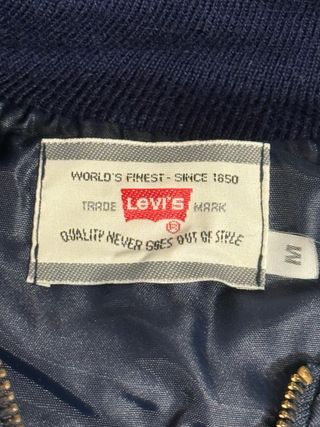 WORLD'S FINEST - SINCE 1850
TRADE LEVI'S MARK
®
QUALITY NEVER GOES OUT OF STYLE
M